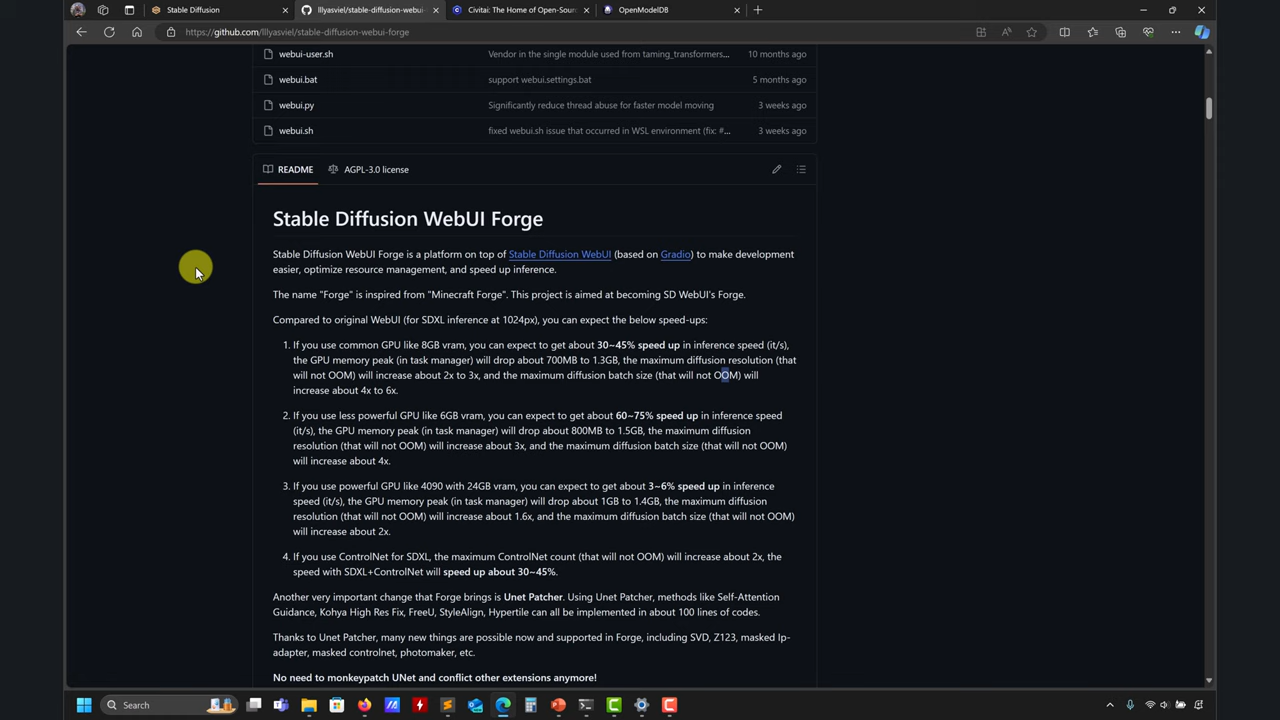 Stable Diffusion
lllyasviel/stable-diffusion-webui-
Civitai: The Home of Open-Sour
OpenModelDB
https://github.com/lllyasviel/stable-diffusion-webui-forge
webui-user.sh Vendor in the single module used from taming_transformers... 10 months ago
webui.bat support webui.settings.bat 5 months ago
webui.py Significantly reduce thread abuse for faster model moving 3 weeks ago
webui.sh fixed webui.sh issue that occurred in WSL environment (fix: #... 3 weeks ago
README AGPL-3.0 license
Stable Diffusion WebUI Forge
Stable Diffusion WebUI Forge is a platform on top of Stable Diffusion WebUI (based on Gradio) to make development
easier, optimize resource management, and speed up inference.
The name "Forge" is inspired from "Minecraft Forge". This project is aimed at becoming SD WebUI's Forge.
Compared to original WebUI (for SDXL inference at 1024px), you can expect the below speed-ups:
1. If you use common GPU like 8GB vram, you can expect to get about 30~45% speed up in inference speed (it/s),
the GPU memory peak (in task manager) will drop about 700MB to 1.3GB, the maximum diffusion resolution (that
will not OOM) will increase about 2x to 3x, and the maximum diffusion batch size (that will not OOM) will
increase about 4x to 6x.
2. If you use less powerful GPU like 6GB vram, you can expect to get about 60~75% speed up in inference speed
(it/s), the GPU memory peak (in task manager) will drop about 800MB to 1.5GB, the maximum diffusion
resolution (that will not OOM) will increase about 3x, and the maximum diffusion batch size (that will not OOM)
will increase about 4x.
3. If you use powerful GPU like 4090 with 24GB vram, you can expect to get about 3~6% speed up in inference
speed (it/s), the GPU memory peak (in task manager) will drop about 1GB to 1.4GB, the maximum diffusion
resolution (that will not OOM) will increase about 1.6x, and the maximum diffusion batch size (that will not OOM)
will increase about 2x.
4. If you use ControlNet for SDXL, the maximum ControlNet count (that will not OOM) will increase about 2x, the
speed with SDXL+ControlNet will speed up about 30~45%.
Another very important change that Forge brings is Unet Patcher. Using Unet Patcher, methods like Self-Attention
Guidance, Kohya High Res Fix, FreeU, StyleAlign, Hypertile can all be implemented in about 100 lines of codes.
Thanks to Unet Patcher, many new things are possible now and supported in Forge, including SVD, Z123, masked Ip-
adapter, masked controlnet, photomaker, etc.
No need to monkeypatch UNet and conflict other extensions anymore!
Search